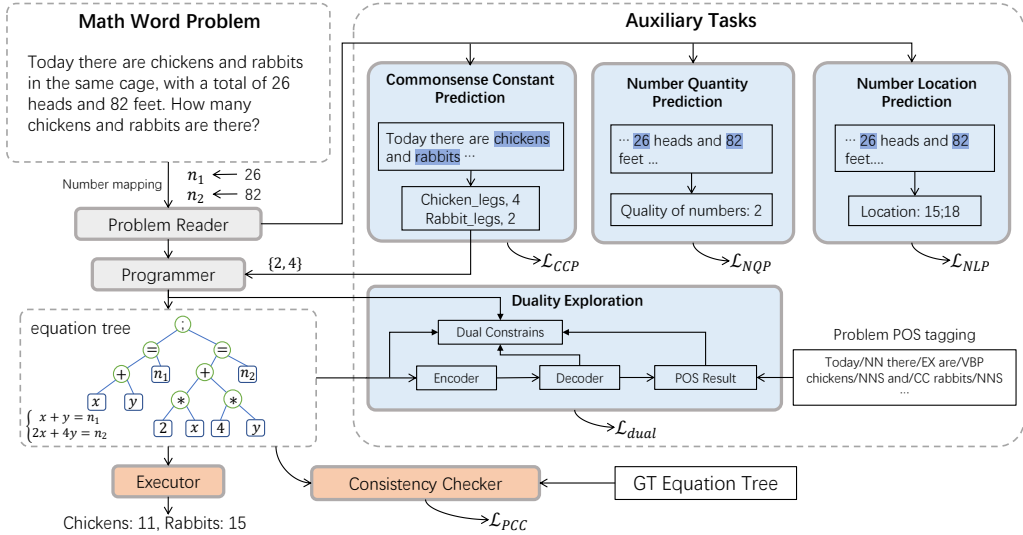 Math Word Problem
Today there are chickens and rabbits
in the same cage, with a total of 26
heads and 82 feet. How many
chickens and rabbits are there?
Number mapping
n₁ ← 26
n₂ ← 82
Problem Reader
Programmer
{2, 4}
equation tree
;
= =
+ n₁ + n₂
x y * *
2 x 4 y
x + y = n₁
2x + 4y = n₂
Executor
Chickens: 11, Rabbits: 15
Auxiliary Tasks
Commonsense Constant
Prediction
Today there are chickens
and rabbits ···
Chicken_legs, 4
Rabbit_legs, 2
ℒCCP
Number Quantity
Prediction
··· 26 heads and 82
feet ...
Quality of numbers: 2
ℒNQP
Number Location
Prediction
... 26 heads and 82
feet....
Location: 15;18
ℒNLP
Duality Exploration
Dual Constrains
Encoder
Decoder
POS Result
ℒdual
Problem POS tagging
Today/NN there/EX are/VBP
chickens/NNS and/CC rabbits/NNS
...
Consistency Checker
GT Equation Tree
ℒPCC